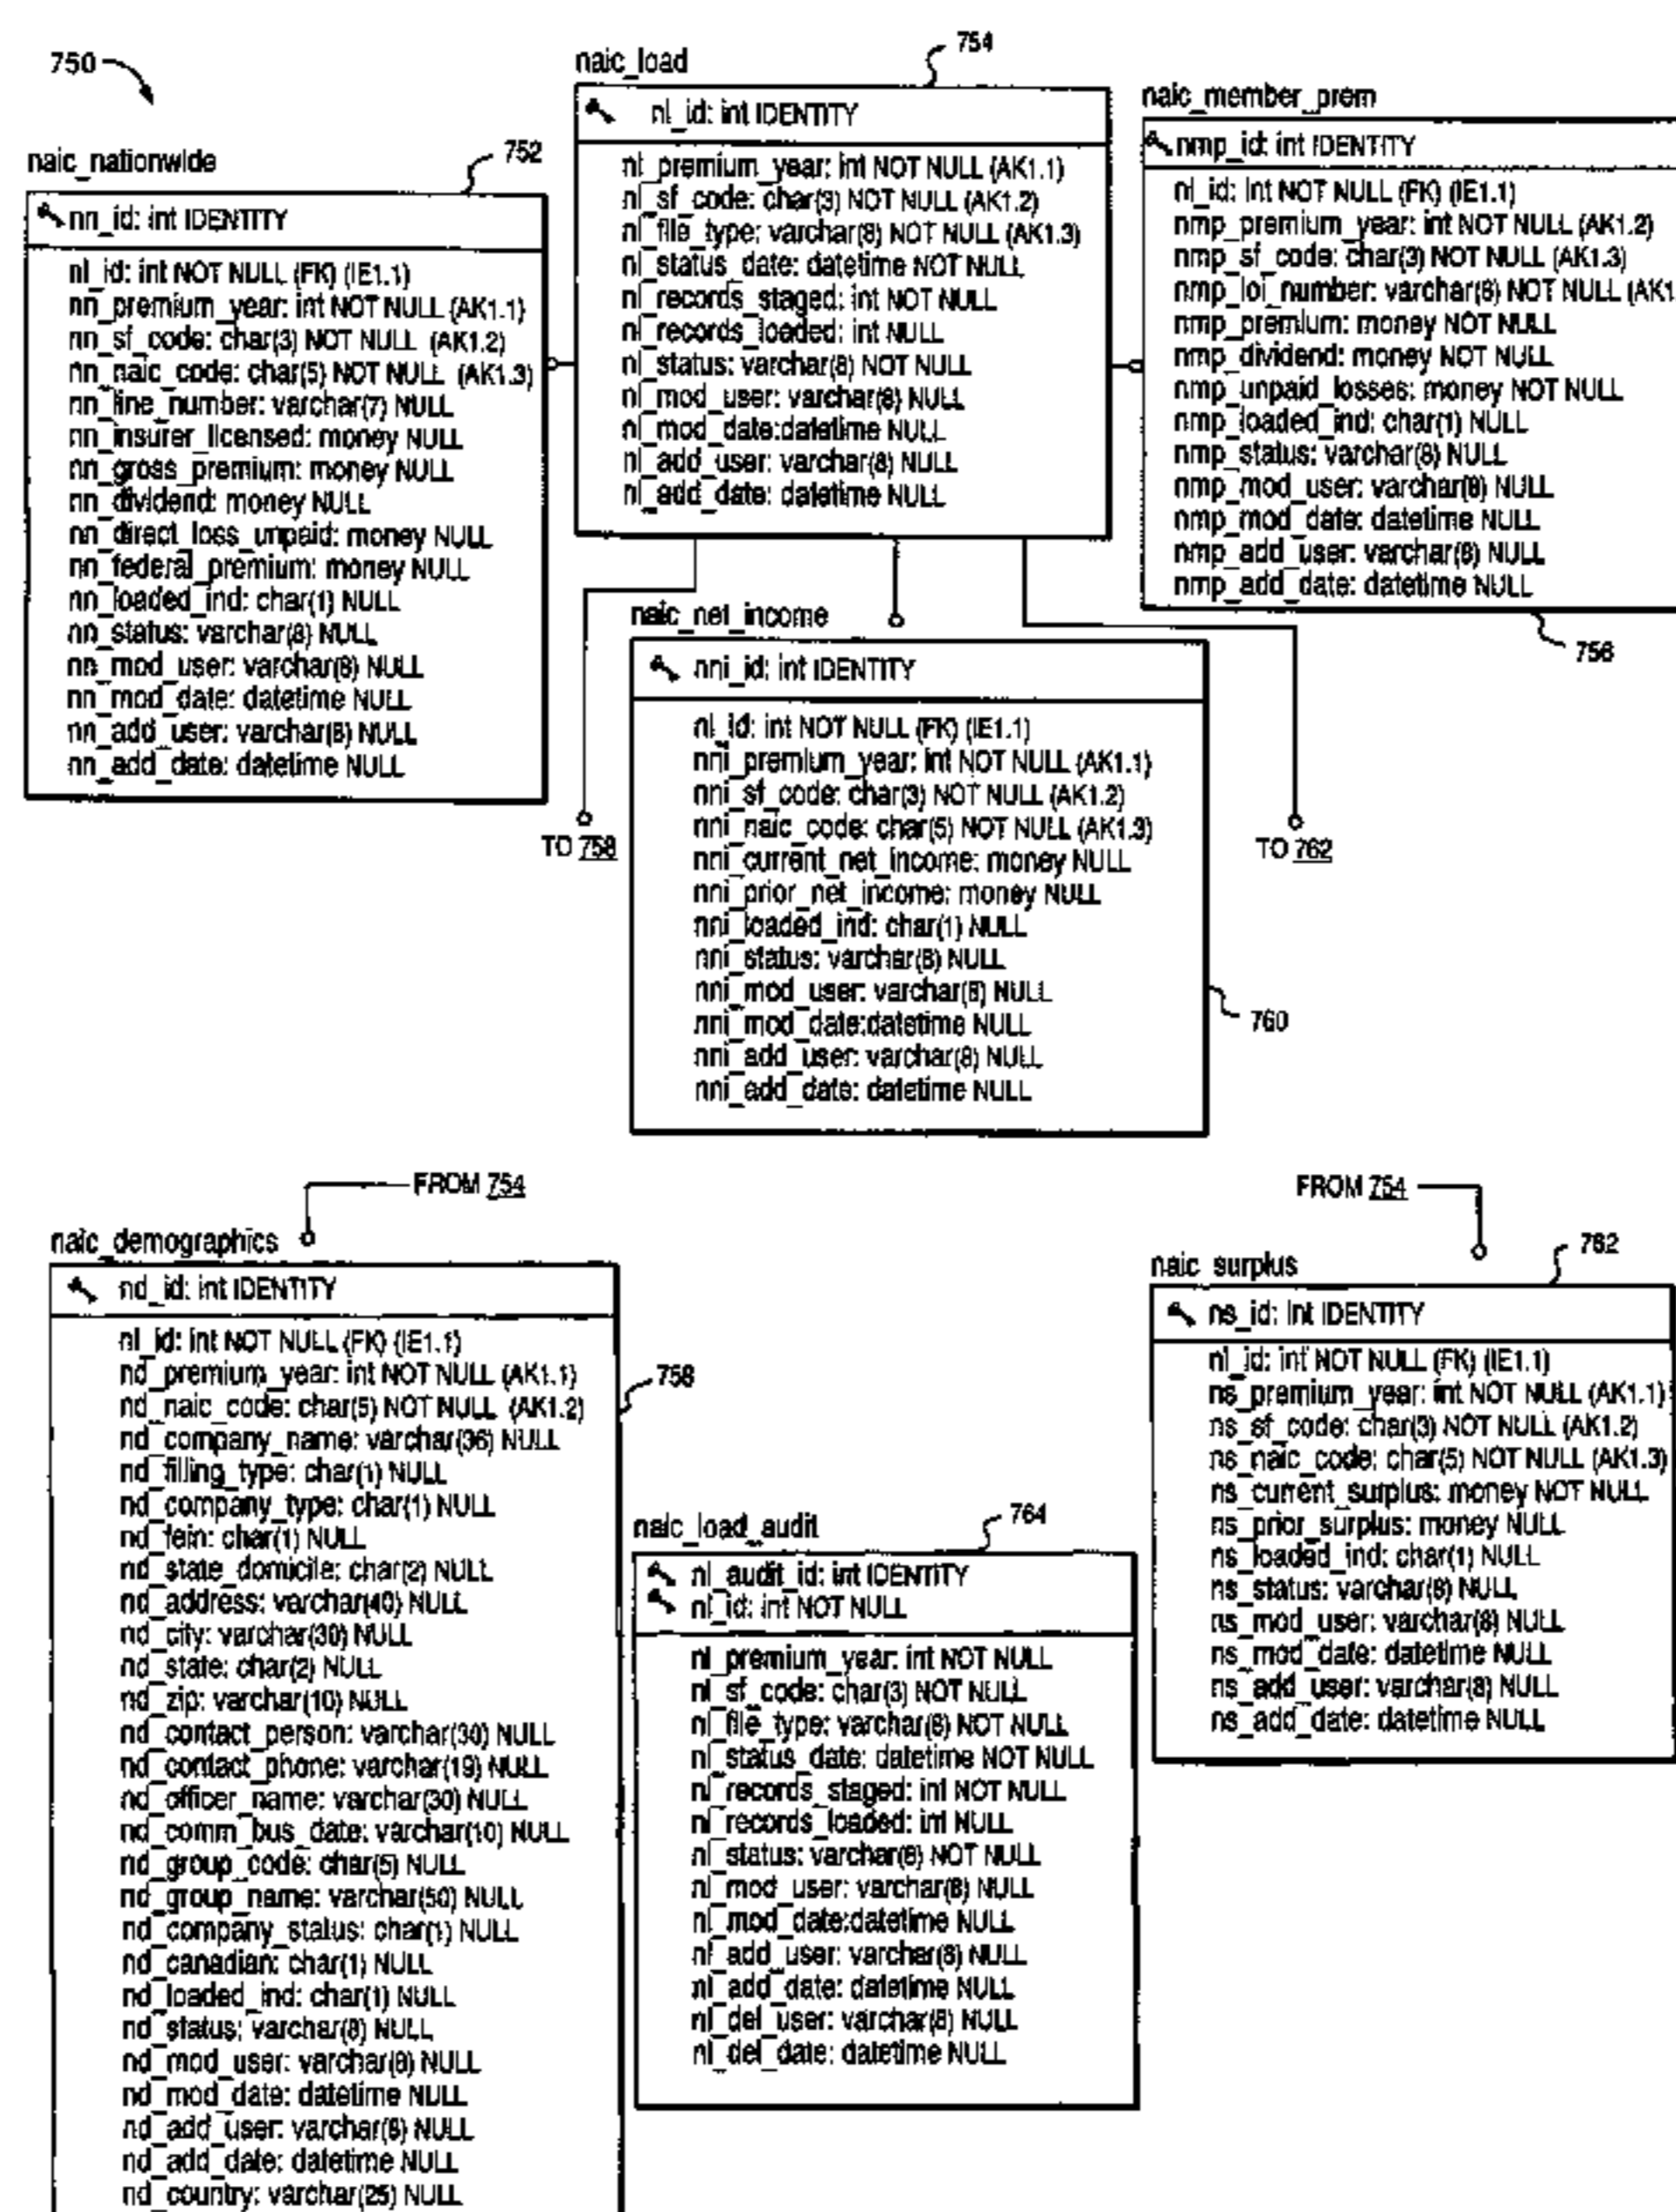 750
naic_load
754
nl_id: int IDENTITY
nl_premium_year: int NOT NULL (AK1.1)
nl_sf_code: char(3) NOT NULL (AK1.2)
nl_file_type: varchar(8) NOT NULL (AK1.3)
nl_status_date: datetime NOT NULL
nl_records_staged: int NOT NULL
nl_records_loaded: int NULL
nl_status: varchar(8) NOT NULL
nl_mod_user: varchar(8) NULL
nl_mod_date:datetime NULL
nl_add_user: varchar(8) NULL
nl_add_date: datetime NULL
naic_member_prem
nmp_id: int IDENTITY
nl_id: int NOT NULL (FK) (IE1.1)
nmp_premium_year: int NOT NULL (AK1.2)
nmp_sf_code: char(3) NOT NULL (AK1.3)
nmp_loi_number: varchar(8) NOT NULL (AK1
nmp_premium: money NOT NULL
nmp_dividend: money NOT NULL
nmp_unpaid_losses: money NOT NULL
nmp_loaded_ind: char(1) NULL
nmp_status: varchar(8) NULL
nmp_mod_user: varchar(8) NULL
nmp_mod_date: datetime NULL
nmp_add_user: varchar(8) NULL
nmp_add_date: datetime NULL
756
naic_nationwide
752
nn_id: int IDENTITY
nl_id: int NOT NULL (FK) (IE1.1)
nn_premium_year: int NOT NULL (AK1.1)
nn_sf_code: char(3) NOT NULL (AK1.2)
nn_naic_code: char(5) NOT NULL (AK1.3)
nn_line_number: varchar(7) NULL
nn_insurer_licensed: money NULL
nn_gross_premium: money NULL
nn_dividend: money NULL
nn_direct_loss_unpaid: money NULL
nn_federal_premium: money NULL
nn_loaded_ind: char(1) NULL
nn_status: varchar(8) NULL
nn_mod_user: varchar(8) NULL
nn_mod_date: datetime NULL
nn_add_user: varchar(8) NULL
nn_add_date: datetime NULL
naic_net_income
nni_id: int IDENTITY
nl_id: int NOT NULL (FK) (IE1.1)
nni_premium_year: int NOT NULL (AK1.1)
nni_sf_code: char(3) NOT NULL (AK1.2)
nni_naic_code: char(5) NOT NULL (AK1.3)
nni_current_net_income: money NULL
nni_prior_net_income: money NULL
nni_loaded_ind: char(1) NULL
nni_status: varchar(8) NULL
nni_mod_user: varchar(8) NULL
nni_mod_date:datetime NULL
nni_add_user: varchar(8) NULL
nni_add_date: datetime NULL
760
TO 758
TO 762
FROM 754
naic_demographics
nd_id: int IDENTITY
nl_id: int NOT NULL (FK) (IE1.1)
nd_premium_year: int NOT NULL (AK1.1)
nd_naic_code: char(5) NOT NULL (AK1.2)
nd_company_name: varchar(36) NULL
nd_filling_type: char(1) NULL
nd_company_type: char(1) NULL
nd_fein: char(1) NULL
nd_state_domicile: char(2) NULL
nd_address: varchar(40) NULL
nd_city: varchar(30) NULL
nd_state: char(2) NULL
nd_zip: varchar(10) NULL
nd_contact_person: varchar(30) NULL
nd_contact_phone: varchar(19) NULL
nd_officer_name: varchar(30) NULL
nd_comm_bus_date: varchar(10) NULL
nd_group_code: char(5) NULL
nd_group_name: varchar(50) NULL
nd_company_status: char(1) NULL
nd_canadian: char(1) NULL
nd_loaded_ind: char(1) NULL
nd_status: varchar(8) NULL
nd_mod_user: varchar(8) NULL
nd_mod_date: datetime NULL
nd_add_user: varchar(8) NULL
nd_add_date: datetime NULL
nd_country: varchar(25) NULL
758
naic_load_audit
764
nl_audit_id: int IDENTITY
nl_id: int NOT NULL
nl_premium_year: int NOT NULL
nl_sf_code: char(3) NOT NULL
nl_file_type: varchar(8) NOT NULL
nl_status_date: datetime NOT NULL
nl_records_staged: int NOT NULL
nl_records_loaded: int NULL
nl_status: varchar(8) NOT NULL
nl_mod_user: varchar(8) NULL
nl_mod_date:datetime NULL
nl_add_user: varchar(8) NULL
nl_add_date: datetime NULL
nl_del_user: varchar(8) NULL
nl_del_date: datetime NULL
FROM 754
naic_surplus
762
ns_id: int IDENTITY
nl_id: int NOT NULL (FK) (IE1.1)
ns_premium_year: int NOT NULL (AK1.1)
ns_sf_code: char(3) NOT NULL (AK1.2)
ns_naic_code: char(5) NOT NULL (AK1.3)
ns_current_surplus: money NOT NULL
ns_prior_surplus: money NULL
ns_loaded_ind: char(1) NULL
ns_status: varchar(8) NULL
ns_mod_user: varchar(8) NULL
ns_mod_date: datetime NULL
ns_add_user: varchar(8) NULL
ns_add_date: datetime NULL